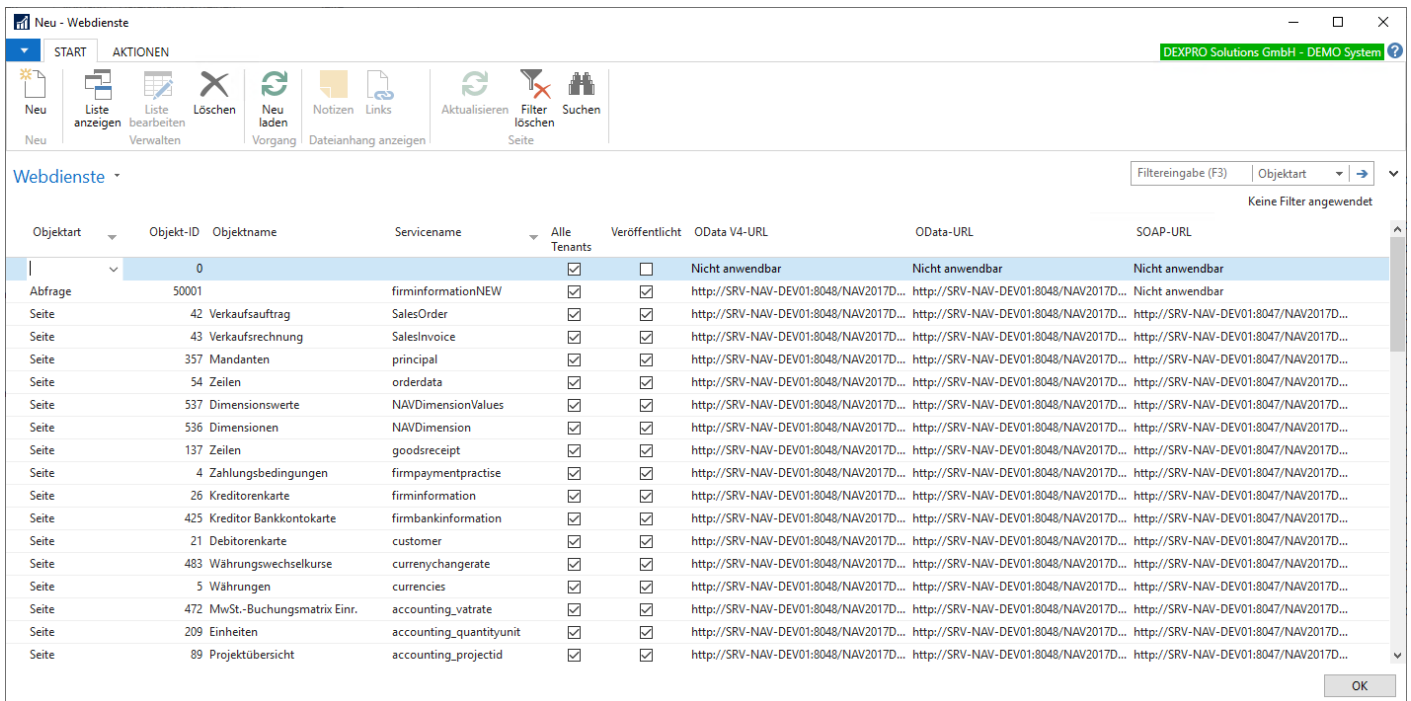 Neu - Webdienste
START AKTIONEN
DEXPRO Solutions GmbH - DEMO System
Neu Liste anzeigen Liste bearbeiten Löschen Neu laden Notizen Links Aktualisieren Filter löschen Suchen
Neu Verwalten Vorgang Dateianhang anzeigen Seite
Webdienste
Filtereingabe (F3) Objektart
Keine Filter angewendet
Objektart Objekt-ID Objektname Servicename Alle Tenants Veröffentlicht OData V4-URL OData-URL SOAP-URL
0 Nicht anwendbar Nicht anwendbar Nicht anwendbar
Abfrage 50001 firminformationNEW http://SRV-NAV-DEV01:8048/NAV2017D... http://SRV-NAV-DEV01:8048/NAV2017D... Nicht anwendbar
Seite 42 Verkaufsauftrag SalesOrder http://SRV-NAV-DEV01:8048/NAV2017D... http://SRV-NAV-DEV01:8048/NAV2017D... http://SRV-NAV-DEV01:8047/NAV2017D...
Seite 43 Verkaufsrechnung SalesInvoice http://SRV-NAV-DEV01:8048/NAV2017D... http://SRV-NAV-DEV01:8048/NAV2017D... http://SRV-NAV-DEV01:8047/NAV2017D...
Seite 357 Mandanten principal http://SRV-NAV-DEV01:8048/NAV2017D... http://SRV-NAV-DEV01:8048/NAV2017D... http://SRV-NAV-DEV01:8047/NAV2017D...
Seite 54 Zeilen orderdata http://SRV-NAV-DEV01:8048/NAV2017D... http://SRV-NAV-DEV01:8048/NAV2017D... http://SRV-NAV-DEV01:8047/NAV2017D...
Seite 537 Dimensionswerte NAVDimensionValues http://SRV-NAV-DEV01:8048/NAV2017D... http://SRV-NAV-DEV01:8048/NAV2017D... http://SRV-NAV-DEV01:8047/NAV2017D...
Seite 536 Dimensionen NAVDimension http://SRV-NAV-DEV01:8048/NAV2017D... http://SRV-NAV-DEV01:8048/NAV2017D... http://SRV-NAV-DEV01:8047/NAV2017D...
Seite 137 Zeilen goodsreceipt http://SRV-NAV-DEV01:8048/NAV2017D... http://SRV-NAV-DEV01:8048/NAV2017D... http://SRV-NAV-DEV01:8047/NAV2017D...
Seite 4 Zahlungsbedingungen firmpaymentpractise http://SRV-NAV-DEV01:8048/NAV2017D... http://SRV-NAV-DEV01:8048/NAV2017D... http://SRV-NAV-DEV01:8047/NAV2017D...
Seite 26 Kreditorenkarte firminformation http://SRV-NAV-DEV01:8048/NAV2017D... http://SRV-NAV-DEV01:8048/NAV2017D... http://SRV-NAV-DEV01:8047/NAV2017D...
Seite 425 Kreditor Bankkontokarte firmbankinformation http://SRV-NAV-DEV01:8048/NAV2017D... http://SRV-NAV-DEV01:8048/NAV2017D... http://SRV-NAV-DEV01:8047/NAV2017D...
Seite 21 Debitorenkarte customer http://SRV-NAV-DEV01:8048/NAV2017D... http://SRV-NAV-DEV01:8048/NAV2017D... http://SRV-NAV-DEV01:8047/NAV2017D...
Seite 483 Währungswechselkurse currenychangerate http://SRV-NAV-DEV01:8048/NAV2017D... http://SRV-NAV-DEV01:8048/NAV2017D... http://SRV-NAV-DEV01:8047/NAV2017D...
Seite 5 Währungen currencies http://SRV-NAV-DEV01:8048/NAV2017D... http://SRV-NAV-DEV01:8048/NAV2017D... http://SRV-NAV-DEV01:8047/NAV2017D...
Seite 472 MwSt.-Buchungsmatrix Einr. accounting_vatrate http://SRV-NAV-DEV01:8048/NAV2017D... http://SRV-NAV-DEV01:8048/NAV2017D... http://SRV-NAV-DEV01:8047/NAV2017D...
Seite 209 Einheiten accounting_quantityunit http://SRV-NAV-DEV01:8048/NAV2017D... http://SRV-NAV-DEV01:8048/NAV2017D... http://SRV-NAV-DEV01:8047/NAV2017D...
Seite 89 Projektübersicht accounting_projectid http://SRV-NAV-DEV01:8048/NAV2017D... http://SRV-NAV-DEV01:8048/NAV2017D... http://SRV-NAV-DEV01:8047/NAV2017D...
OK